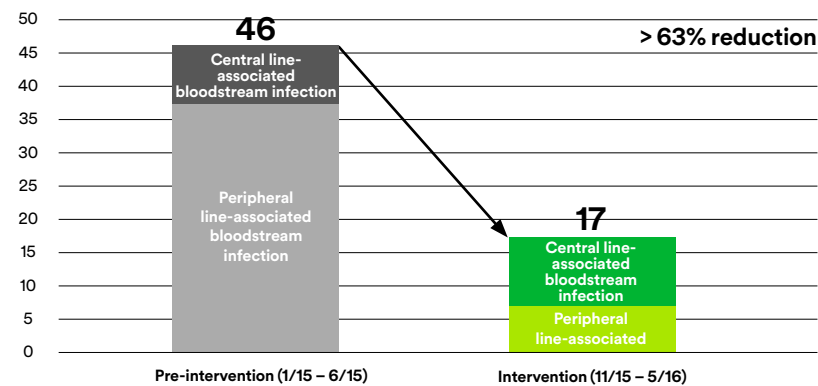 > 63% reduction
50
45
40
35
30
25
20
15
10
5
0
46
Central line-
associated
bloodstream infection
Peripheral
line-associated
bloodstream
infection
17
Central line-
associated
bloodstream
infection
Peripheral
line-associated
Pre-intervention (1/15 – 6/15)
Intervention (11/15 – 5/16)